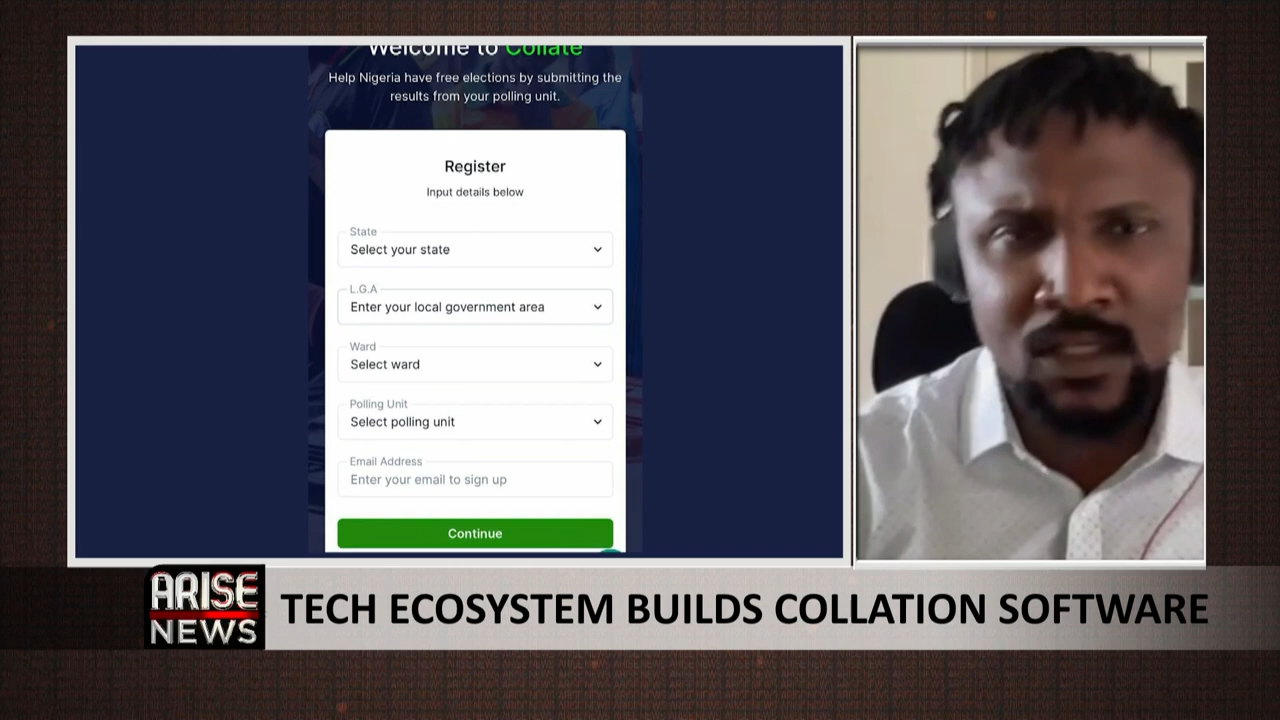 Welcome to Collate
Help Nigeria have free elections by submitting the
results from your polling unit.
Register
Input details below
State
Select your state
L.G.A
Enter your local government area
Ward
Select ward
Polling Unit
Select polling unit
Email Address
Enter your email to sign up
Continue
ARISE
NEWS
TECH ECOSYSTEM BUILDS COLLATION SOFTWARE